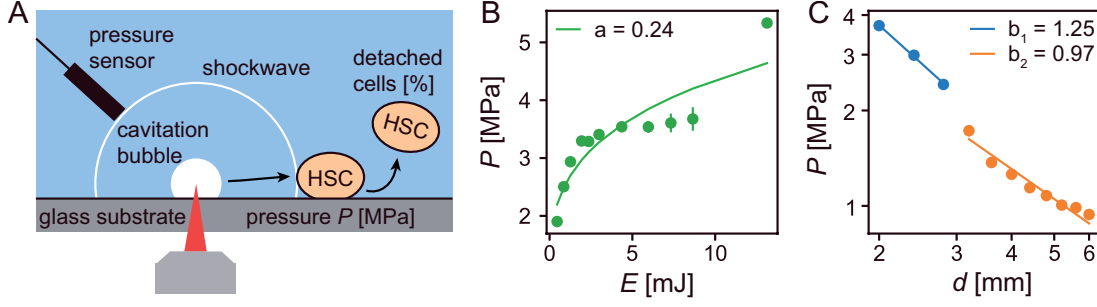 A
pressure
sensor
shockwave
detached
cells [%]
cavitation
bubble
HSC
HSC
glass substrate
pressure P [MPa]
B
a = 0.24
5
4
3
2
P [MPa]
0
5
10
E [mJ]
C
b₁ = 1.25
b₂ = 0.97
4
3
2
1
P [MPa]
2
3
4
5
6
d [mm]